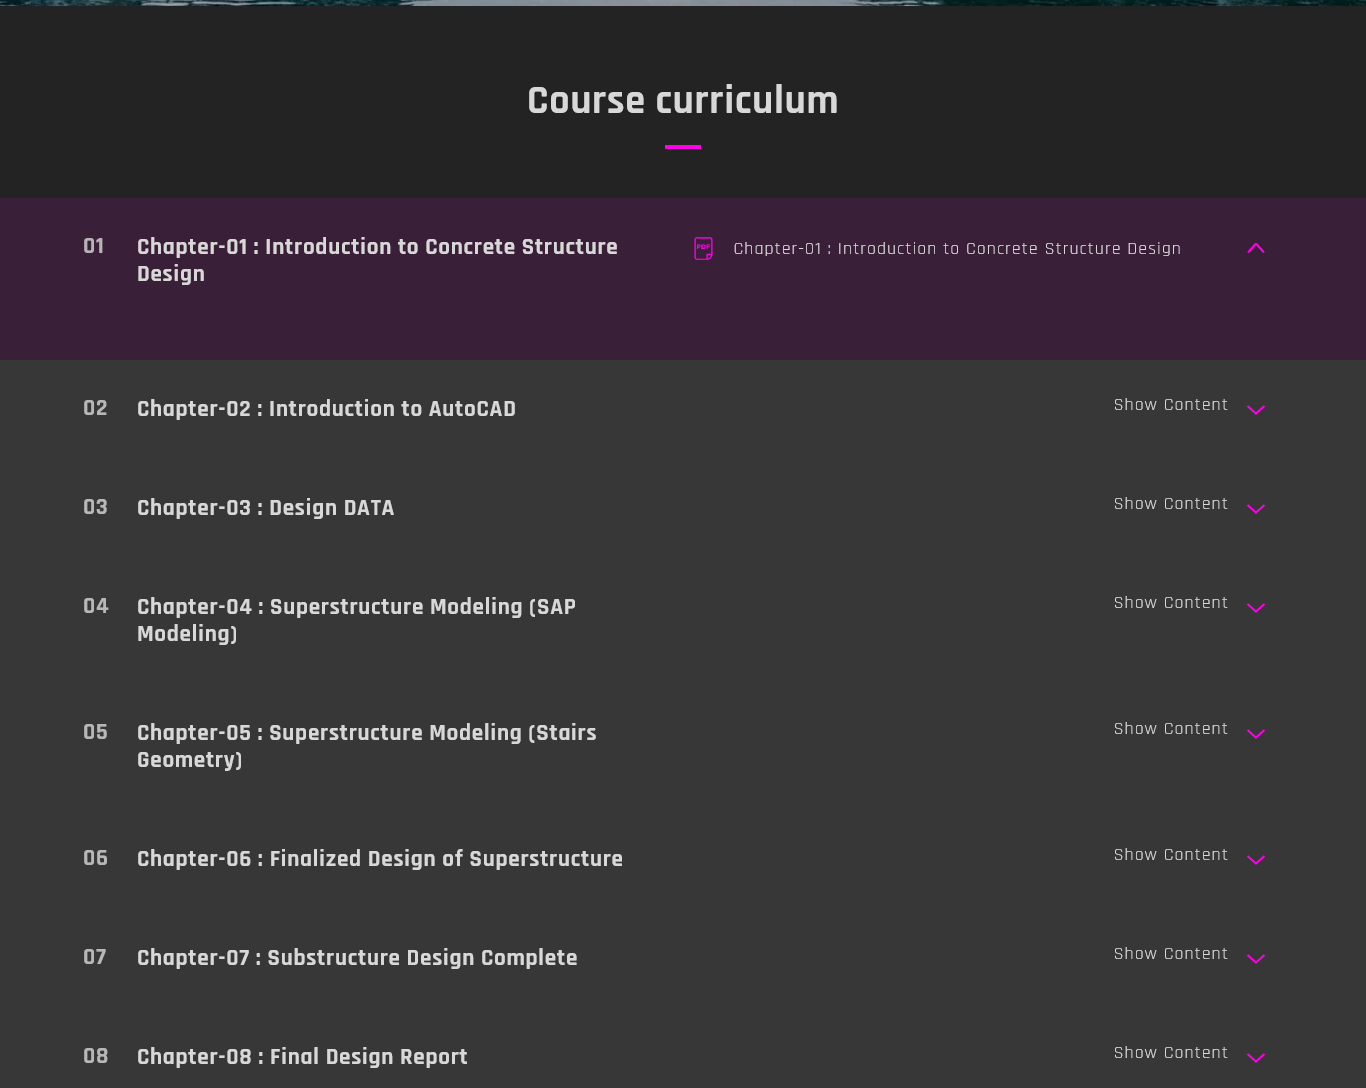 Course curriculum
01
Chapter-01 : Introduction to Concrete Structure
Design
PDF
Chapter-01 : Introduction to Concrete Structure Design
02
Chapter-02 : Introduction to AutoCAD
Show Content
03
Chapter-03 : Design DATA
Show Content
04
Chapter-04 : Superstructure Modeling (SAP
Modeling)
Show Content
05
Chapter-05 : Superstructure Modeling (Stairs
Geometry)
Show Content
06
Chapter-06 : Finalized Design of Superstructure
Show Content
07
Chapter-07 : Substructure Design Complete
Show Content
08
Chapter-08 : Final Design Report
Show Content